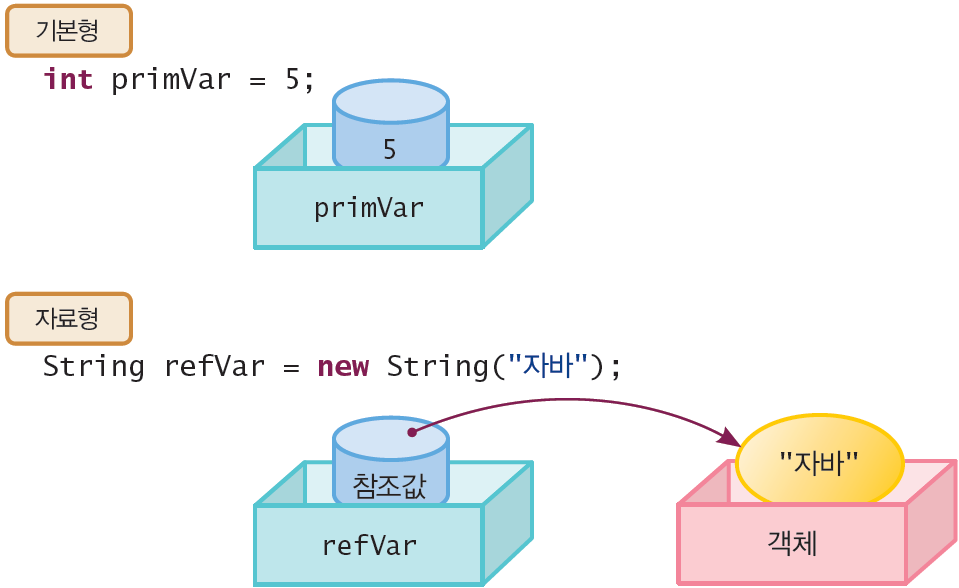 기본형
int primVar = 5;
5
primVar
자료형
String refVar = new String("자바");
참조값
refVar
"자바"
객체